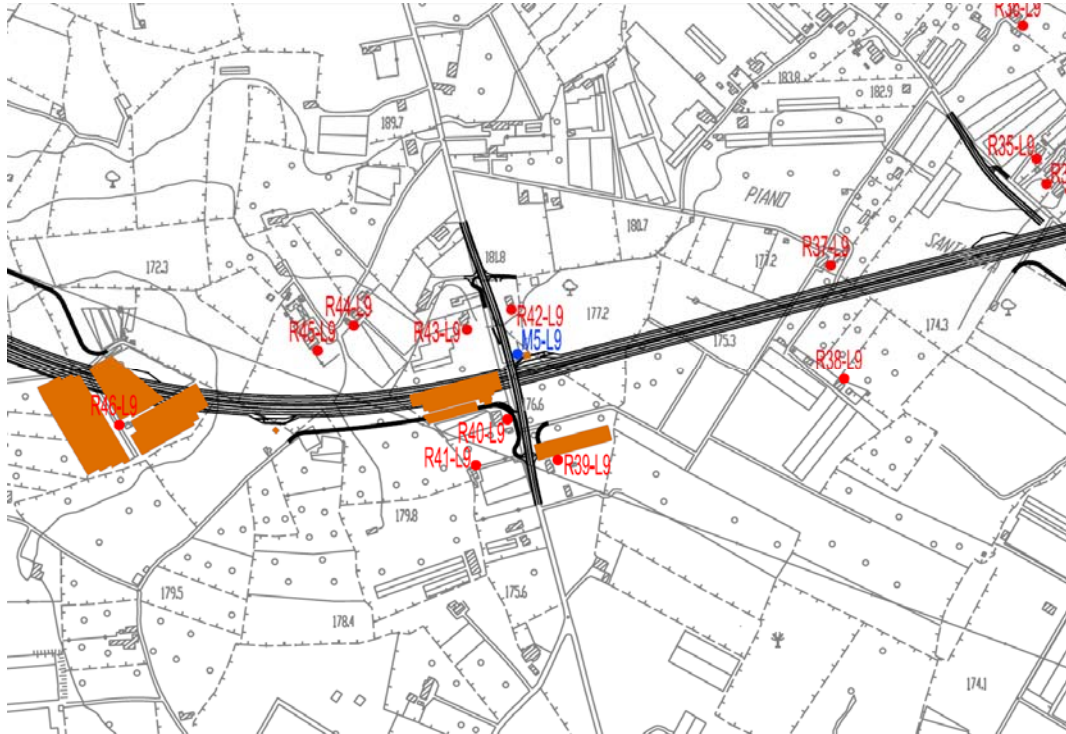 R36-L9
183.8
182.9
189.7
R35-L9
R3
PIANO
180.7
R37-L9
177.2
181.8
172.3
R44-L9
R42-L9
177.2
174.3
R43-L9
R45-L9
M5-L9
175.3
R38-L9
176.6
R46-L9
R40-L9
R41-L9
R39-L9
179.8
179.5
175.6
178.4
174.1